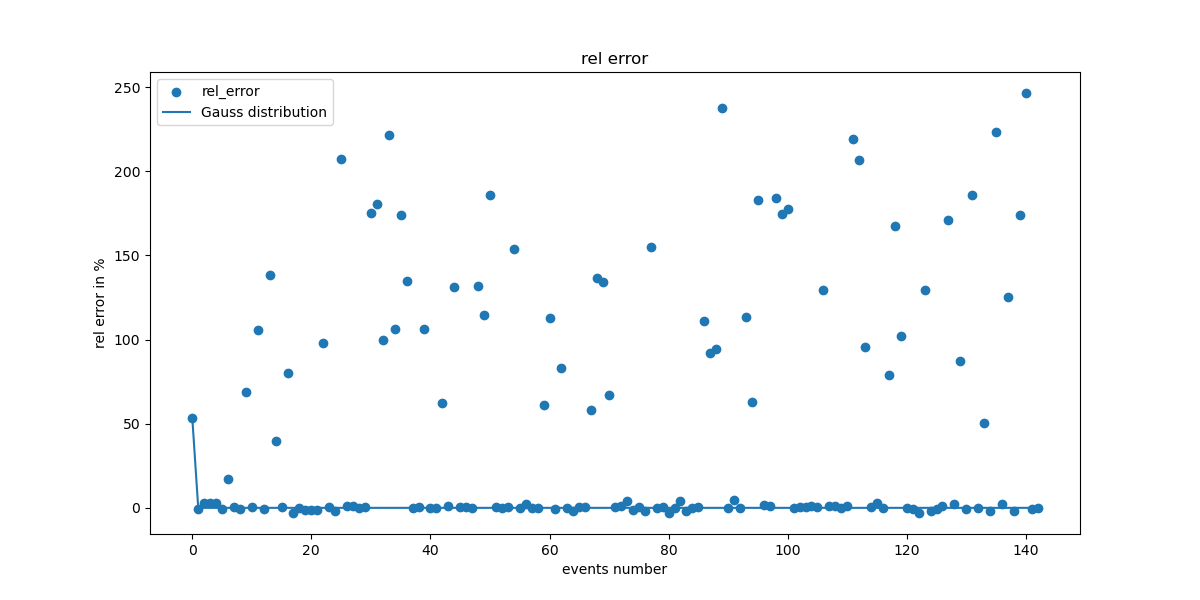 rel error
rel_error
Gauss distribution
rel error in %
250
200
150
100
50
0
0 20 40 60 80 100 120 140
events number